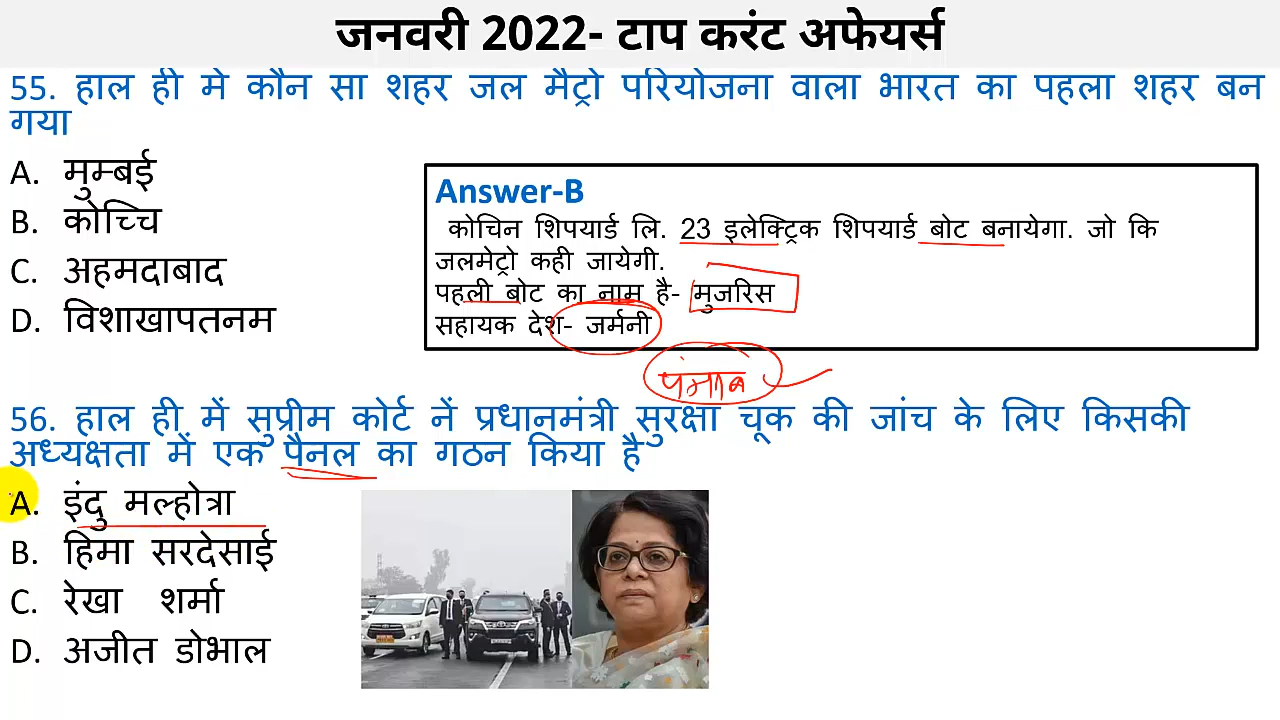 जनवरी 2022- टाप करंट अफेयर्स
55. हाल ही मे कौन सा शहर जल मैट्रो परियोजना वाला भारत का पहला शहर बन
गया
A. मुम्बई
B. कोच्चि
C. अहमदाबाद
D. विशाखापतनम
Answer-B
कोचिन शिपयार्ड लि. 23 इलेक्ट्रिक शिपयार्ड बोट बनायेगा. जो कि
जलमेट्रो कही जायेगी.
पहली बोट का नाम है- मुजरिस
सहायक देश- जर्मनी
पंजाब
56. हाल ही में सुप्रीम कोर्ट नें प्रधानमंत्री सुरक्षा चूक की जांच के लिए किसकी
अध्यक्षता में एक पैनल का गठन किया है
A. इंदु मल्होत्रा
B. हिमा सरदेसाई
C. रेखा शर्मा
D. अजीत डोभाल